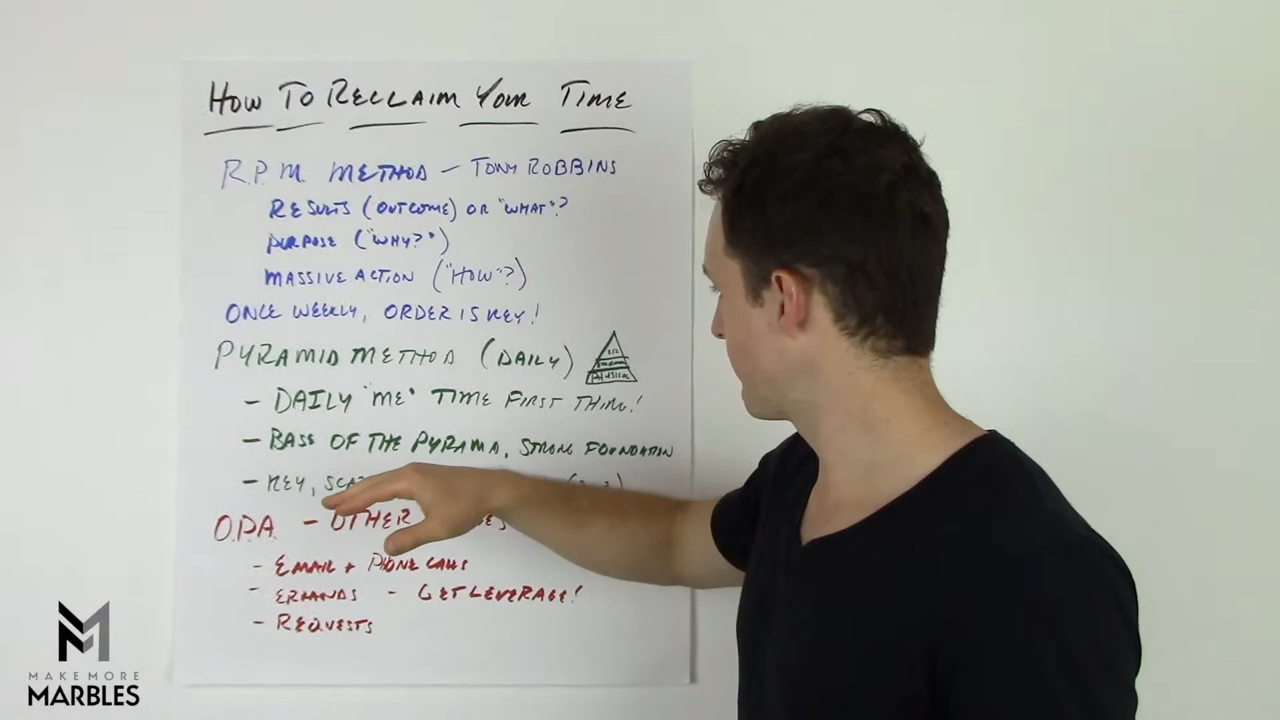 HOW TO RECLAIM YOUR TIME
R.P.M. METHOD - TONY ROBBINS
RESULTS (OUTCOME) OR "WHAT"?
PURPOSE ("WHY?")
MASSIVE ACTION ("HOW"?)
ONCE WEEKLY, ORDER IS KEY!
PYRAMID METHOD (DAILY)
PHYSICAL
- DAILY "ME" TIME FIRST THING!
- BASE OF THE PYRAMA, STRONG FOUNDATION
- KEY,
O.P.A. - OTHER
- EMAIL + PHONE CALLS
- ERRANDS - GET LEVERAGE!
- REQUESTS
MAKE MORE
MARBLES